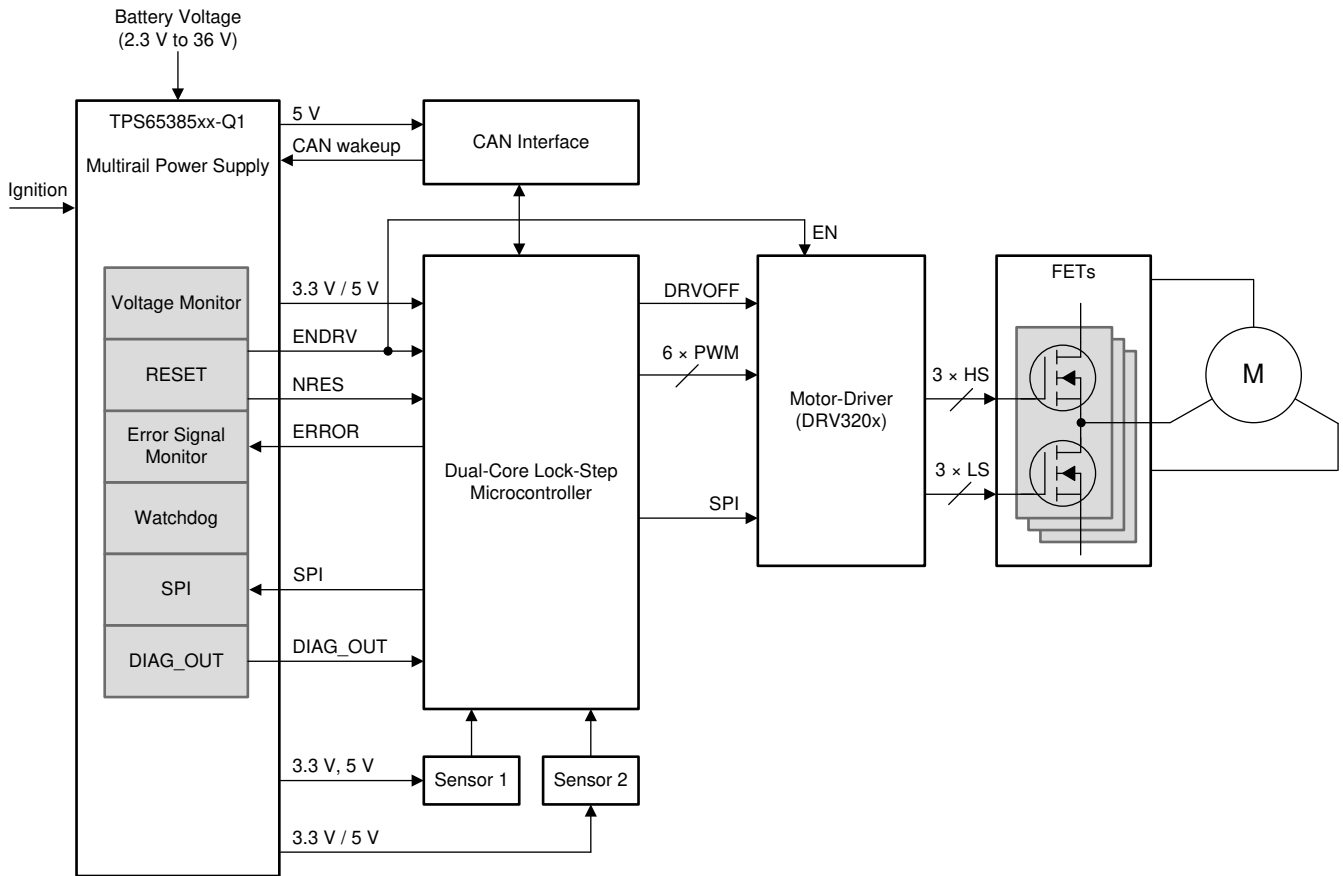 Battery Voltage
(2.3 V to 36 V)
TPS65385xx-Q1
Multirail Power Supply
Ignition
5 V
CAN wakeup
CAN Interface
Voltage Monitor
RESET
Error Signal
Monitor
Watchdog
SPI
DIAG_OUT
3.3 V / 5 V
ENDRV
NRES
ERROR
SPI
DIAG_OUT
3.3 V, 5 V
3.3 V / 5 V
Dual-Core Lock-Step
Microcontroller
Sensor 1
Sensor 2
EN
DRVOFF
6 × PWM
SPI
Motor-Driver
(DRV320x)
3 × HS
3 × LS
FETs
M